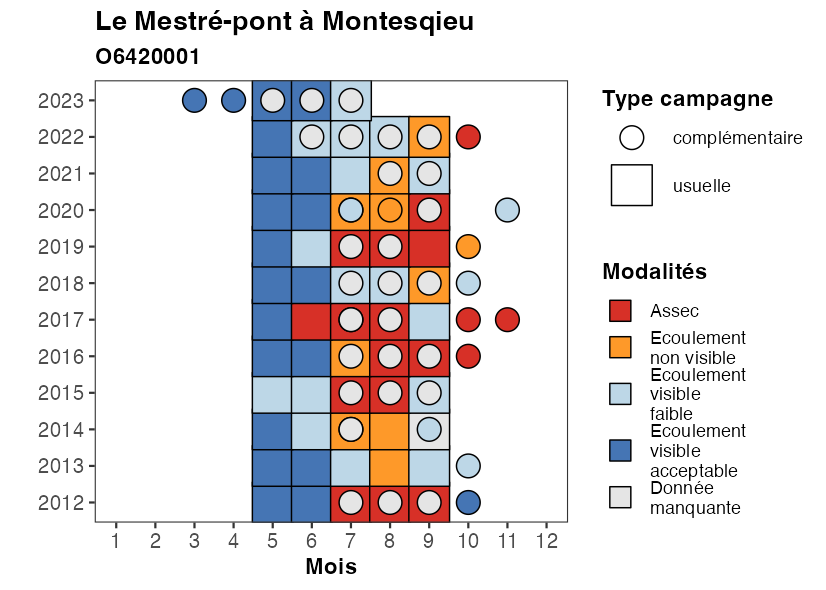 Le Mestré-pont à Montesqieu
O6420001
2023
2022
2021
2020
2019
2018
2017
2016
2015
2014
2013
2012
1 2 3 4 5 6 7 8 9 10 11 12
Mois
Type campagne
complémentaire
usuelle
Modalités
Assec
Ecoulement
non visible
Ecoulement
visible
faible
Ecoulement
visible
acceptable
Donnée
manquante